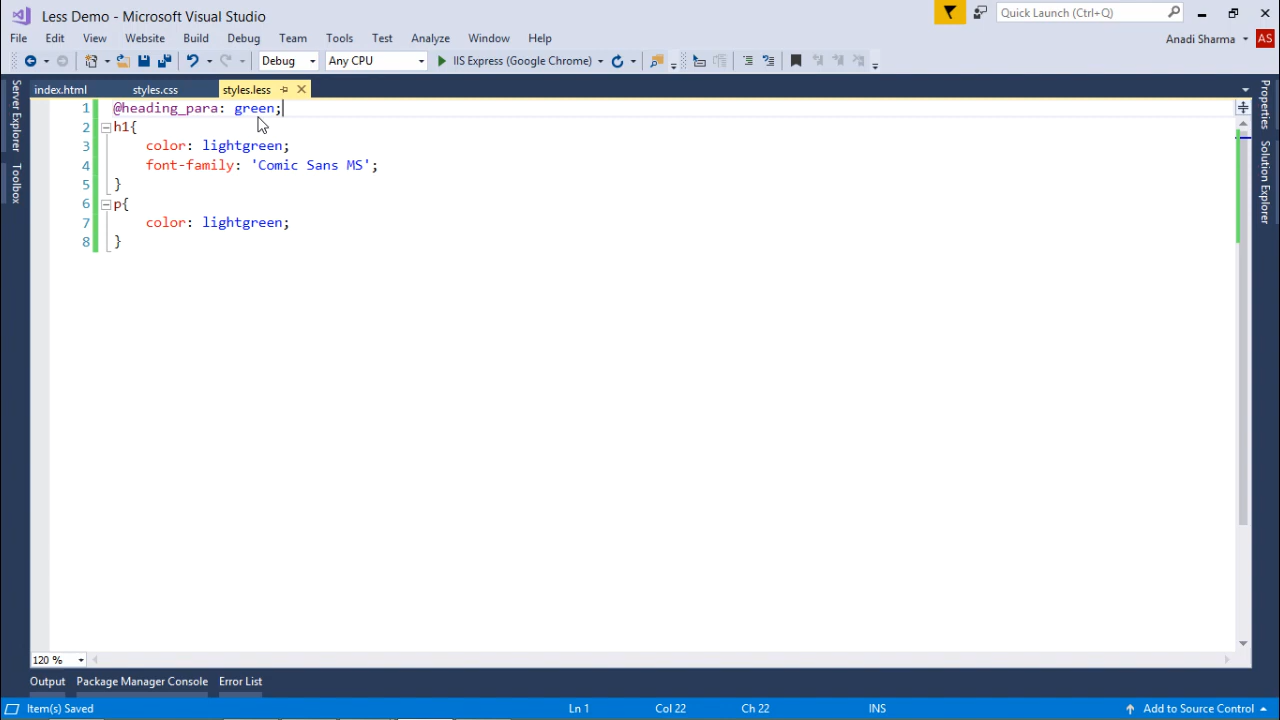 Less Demo - Microsoft Visual Studio
Quick Launch (Ctrl+Q)
File Edit View Website Build Debug Team Tools Test Analyze Window Help
Anadi Sharma AS
Debug Any CPU IIS Express (Google Chrome)
index.html styles.css styles.less
Server Explorer
Toolbox
Properties
Solution Explorer
1 @heading_para: green;
2 h1{
3 color: lightgreen;
4 font-family: 'Comic Sans MS';
5 }
6 p{
7 color: lightgreen;
8 }
120 %
Output Package Manager Console Error List
Item(s) Saved Ln 1 Col 22 Ch 22 INS Add to Source Control